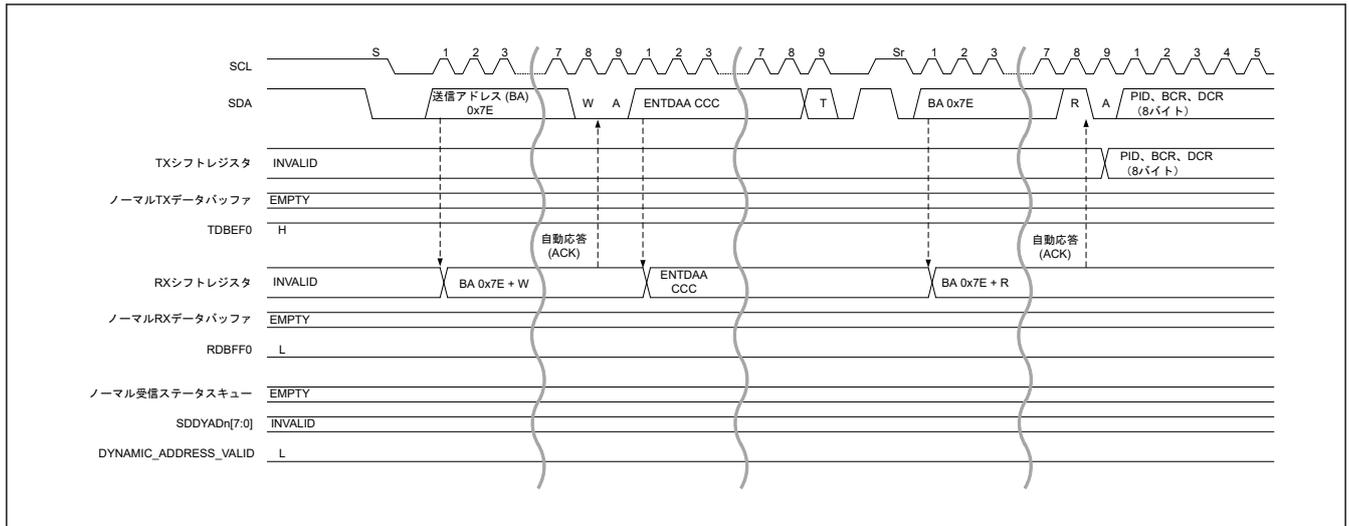 S 1 2 3 7 8 9 1 2 3 7 8 9 Sr 1 2 3 7 8 9 1 2 3 4 5
SCL
SDA
送信アドレス (BA)
0x7E
W A
ENTDAA CCC
T
BA 0x7E
R A
PID、BCR、DCR
(8バイト)
TXシフトレジスタ
INVALID
PID、BCR、DCR
(8バイト)
ノーマルTXデータバッファ
EMPTY
TDBEF0
H
自動応答
(ACK)
自動応答
(ACK)
RXシフトレジスタ
INVALID
BA 0x7E + W
ENTDAA
CCC
BA 0x7E + R
ノーマルRXデータバッファ
EMPTY
RDBFF0
L
ノーマル受信ステータスキュー
EMPTY
SDDYADn[7:0]
INVALID
DYNAMIC_ADDRESS_VALID
L